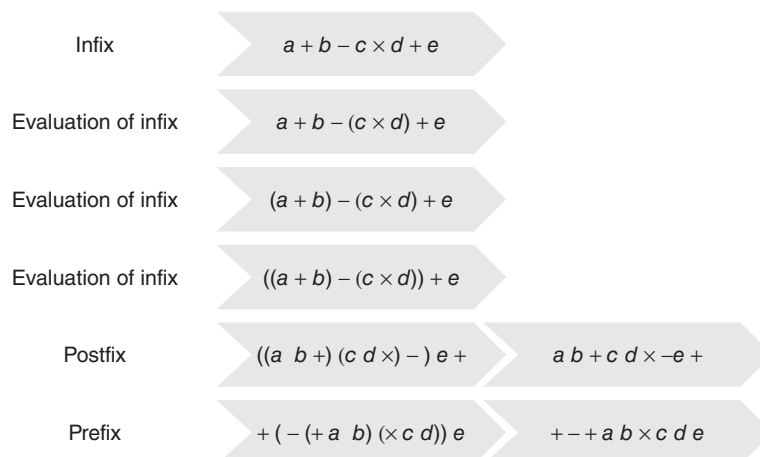 Infix a + b − c × d + e
Evaluation of infix a + b − (c × d) + e
Evaluation of infix (a + b) − (c × d) + e
Evaluation of infix ((a + b) − (c × d)) + e
Postfix ((a b +) (c d ×) − ) e + a b + c d × −e +
Prefix + ( − (+ a b) (× c d)) e + − + a b × c d e